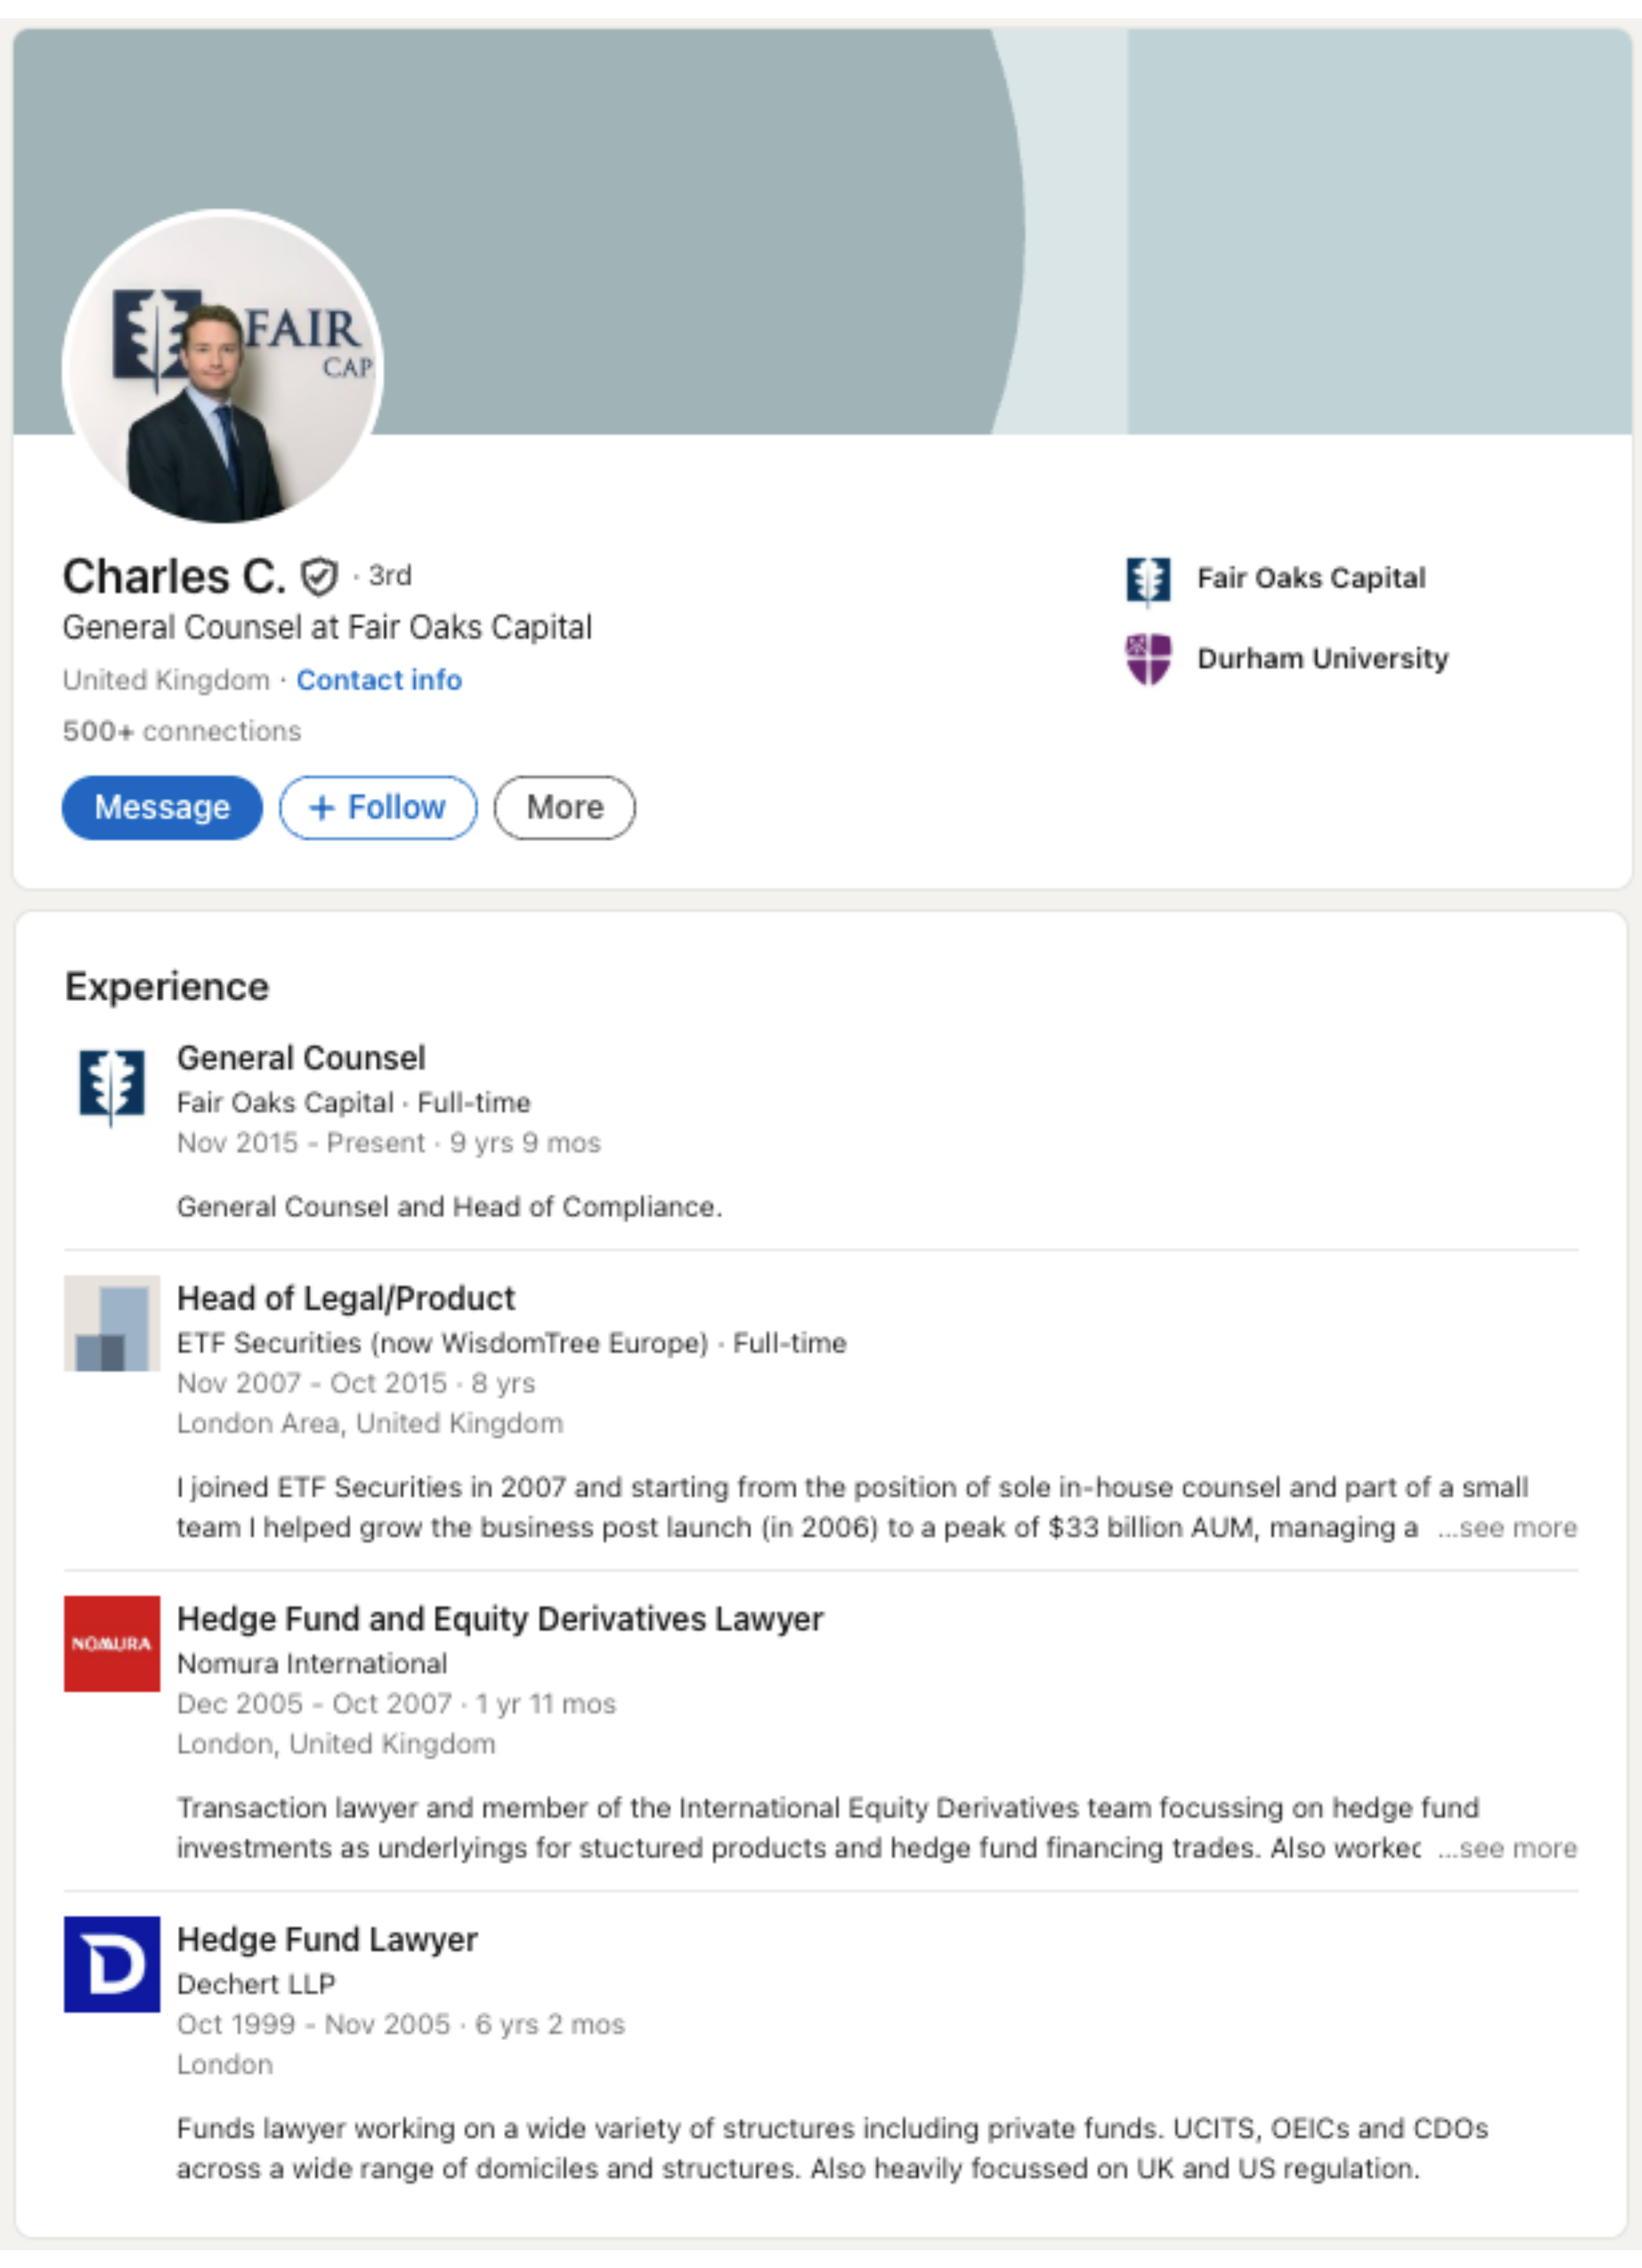 FAIR
CAP
Charles C. · 3rd
General Counsel at Fair Oaks Capital
United Kingdom · Contact info
500+ connections
Message
+ Follow
More
Fair Oaks Capital
Durham University
Experience
General Counsel
Fair Oaks Capital · Full-time
Nov 2015 - Present · 9 yrs 9 mos
General Counsel and Head of Compliance.
Head of Legal/Product
ETF Securities (now WisdomTree Europe) · Full-time
Nov 2007 - Oct 2015 · 8 yrs
London Area, United Kingdom
I joined ETF Securities in 2007 and starting from the position of sole in-house counsel and part of a small
team I helped grow the business post launch (in 2006) to a peak of $33 billion AUM, managing a ...see more
NOMURA
Hedge Fund and Equity Derivatives Lawyer
Nomura International
Dec 2005 - Oct 2007 · 1 yr 11 mos
London, United Kingdom
Transaction lawyer and member of the International Equity Derivatives team focussing on hedge fund
investments as underlyings for stuctured products and hedge fund financing trades. Also worked ...see more
D
Hedge Fund Lawyer
Dechert LLP
Oct 1999 - Nov 2005 · 6 yrs 2 mos
London
Funds lawyer working on a wide variety of structures including private funds. UCITS, OEICs and CDOs
across a wide range of domiciles and structures. Also heavily focussed on UK and US regulation.